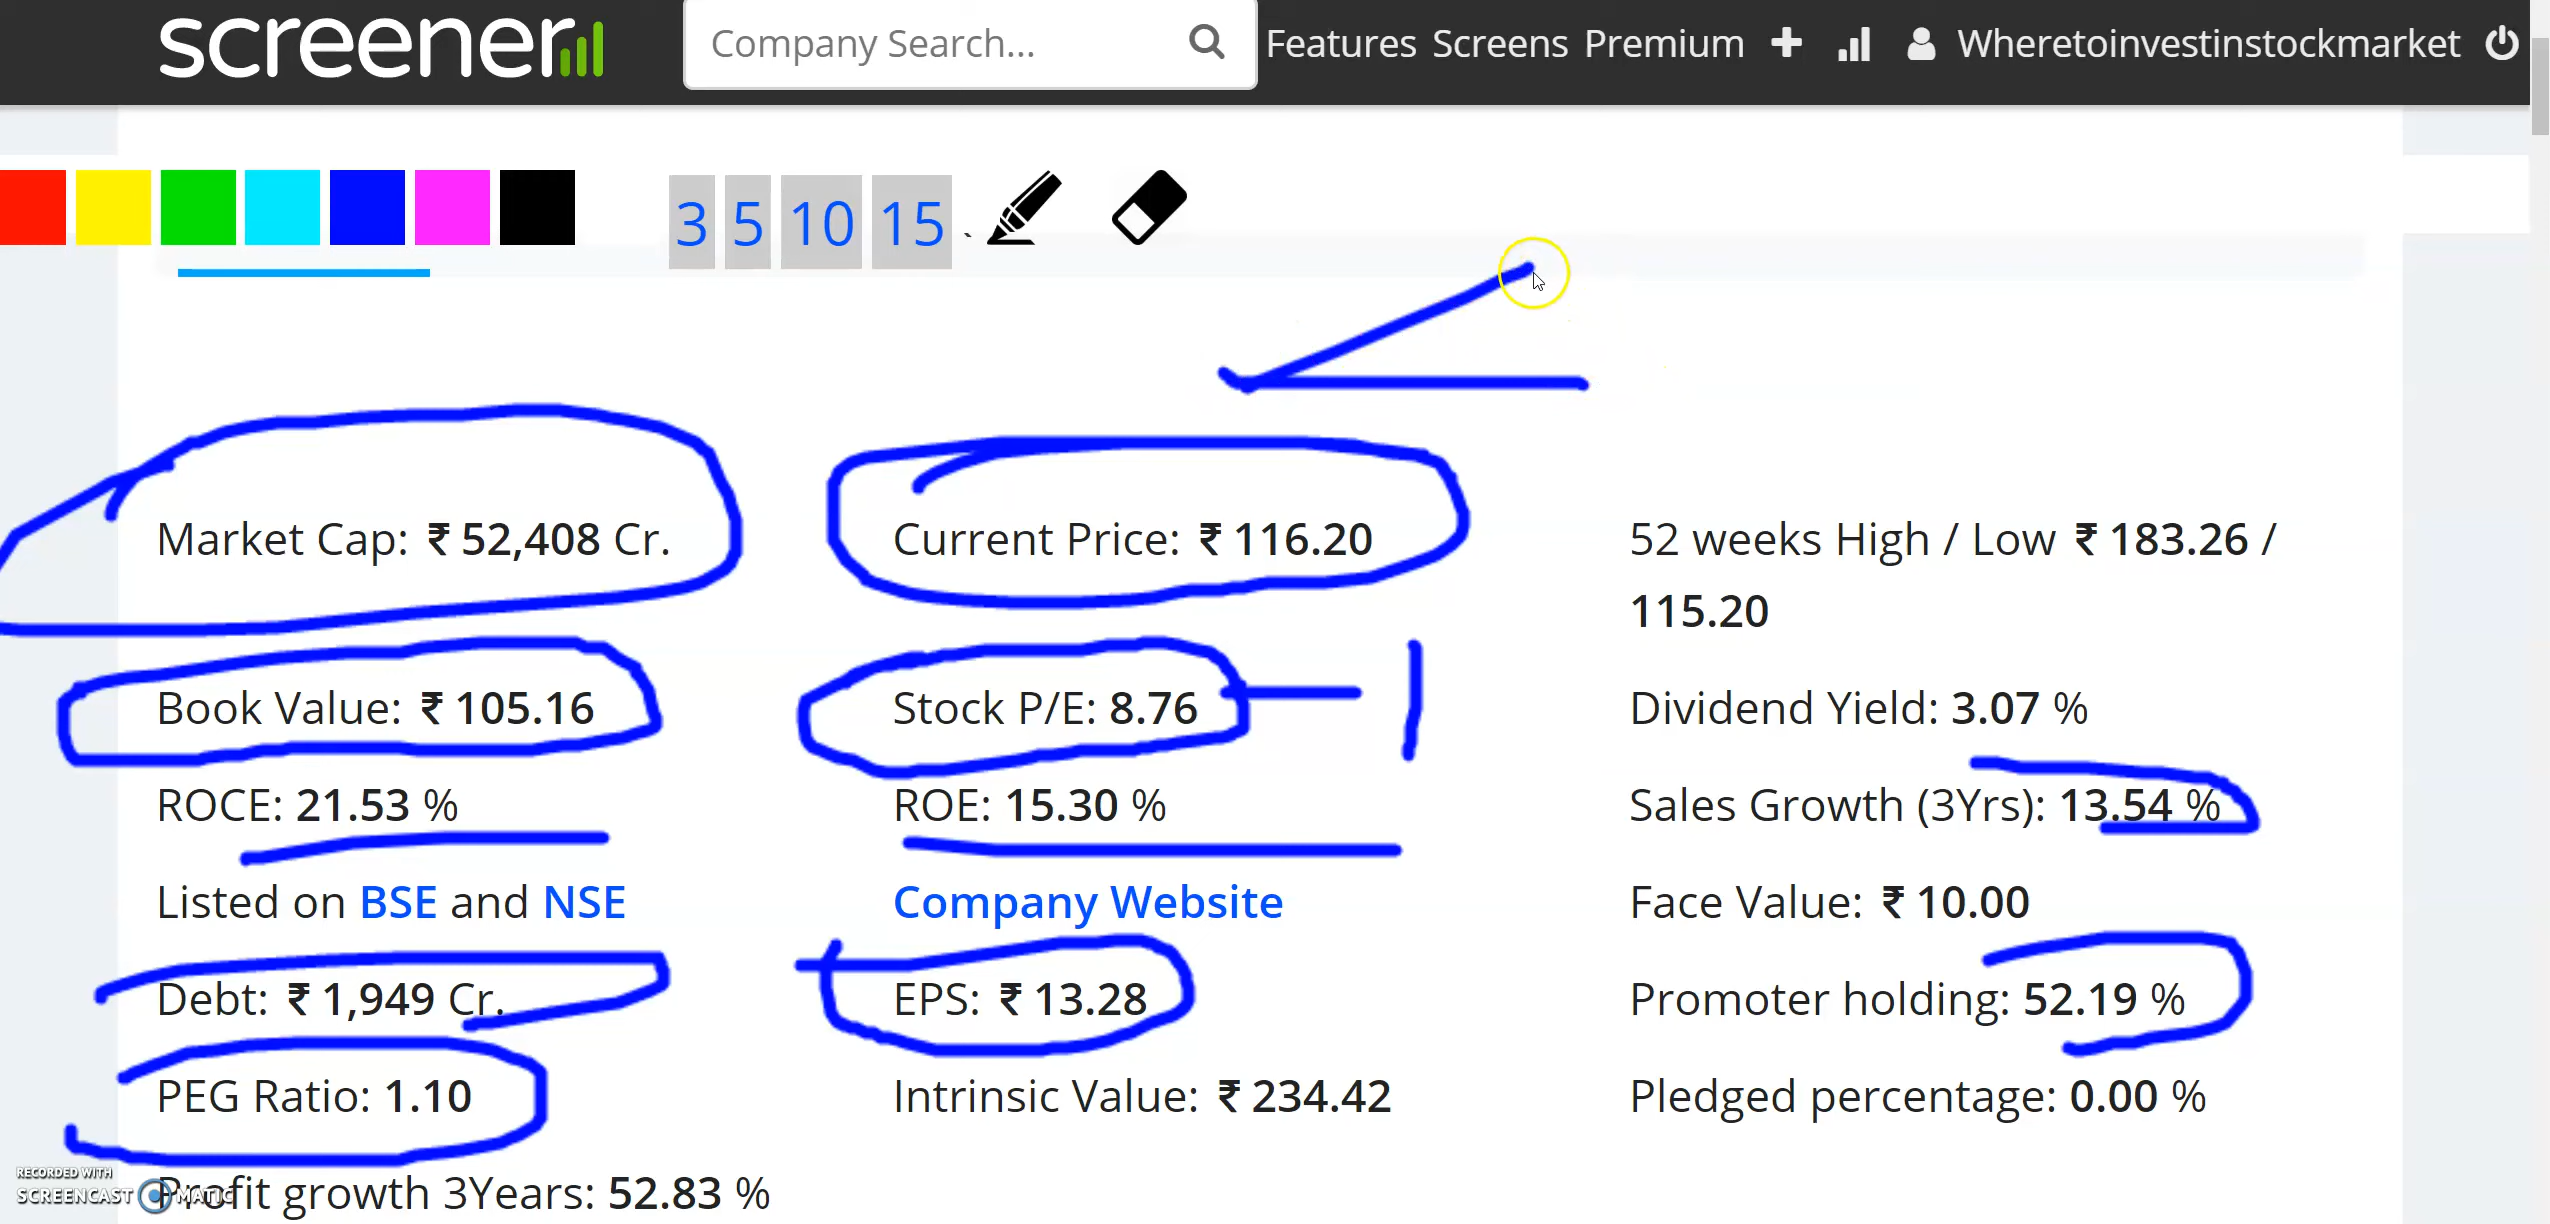 screener
Company Search...
Features Screens Premium Wheretoinvestinstockmarket
3 5 10 15
Market Cap: ₹ 52,408 Cr.
Current Price: ₹ 116.20
52 weeks High / Low ₹ 183.26 /
115.20
Book Value: ₹ 105.16
Stock P/E: 8.76
Dividend Yield: 3.07 %
ROCE: 21.53 %
ROE: 15.30 %
Sales Growth (3Yrs): 13.54 %
Listed on BSE and NSE
Company Website
Face Value: ₹ 10.00
Debt: ₹ 1,949 Cr.
EPS: ₹ 13.28
Promoter holding: 52.19 %
PEG Ratio: 1.10
Intrinsic Value: ₹ 234.42
Pledged percentage: 0.00 %
Profit growth 3Years: 52.83 %
RECORDED WITH
SCREENCAST MATIC